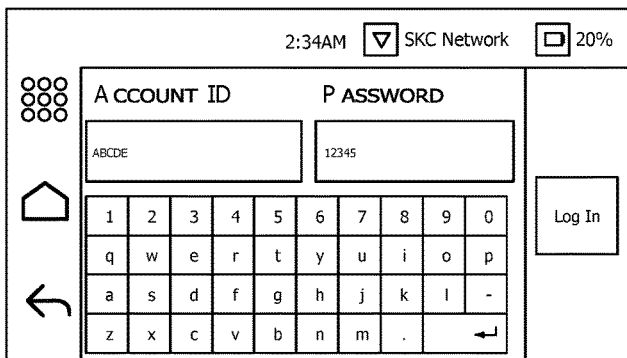 2:34AM SKC Network 20%
ACCOUNT ID PASSWORD
ABCDE 12345
1 2 3 4 5 6 7 8 9 0
q w e r t y u i o p
Log In
a s d f g h j k l -
z x c v b n m .